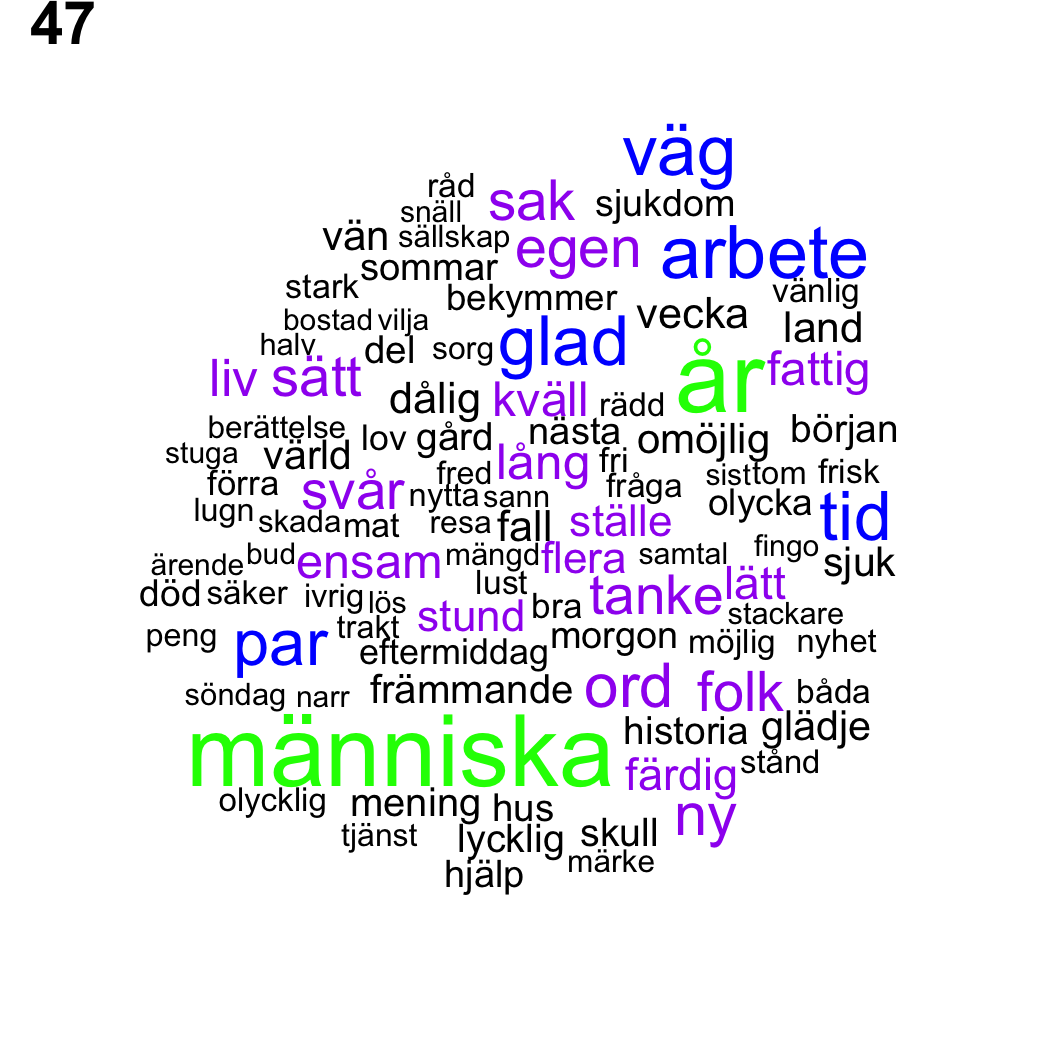 47
väg
råd sak sjukdom
snäll
vän sällskap egen arbete
sommar
stark bekymmer vänlig
bostad vilja vecka land
halv del sorg glad
liv sätt år fattig
dålig kväll rädd
berättelse lov gård nästa omöjlig början
stuga värld lång fri
förra fred sist tom frisk
svår nytta sann fråga olycka tid
lugn skada mat resa fall ställe
ärende bud ensam mängd flera samtal fingo sjuk
död säker ivrig lös lust tanke lätt
stund bra stackare
peng par trakt morgon möjlig nyhet
eftermiddag
söndag narr främmande ord folk båda
människa historia glädje
färdig stånd
olycklig mening hus ny
tjänst lycklig skull
hjälp märke